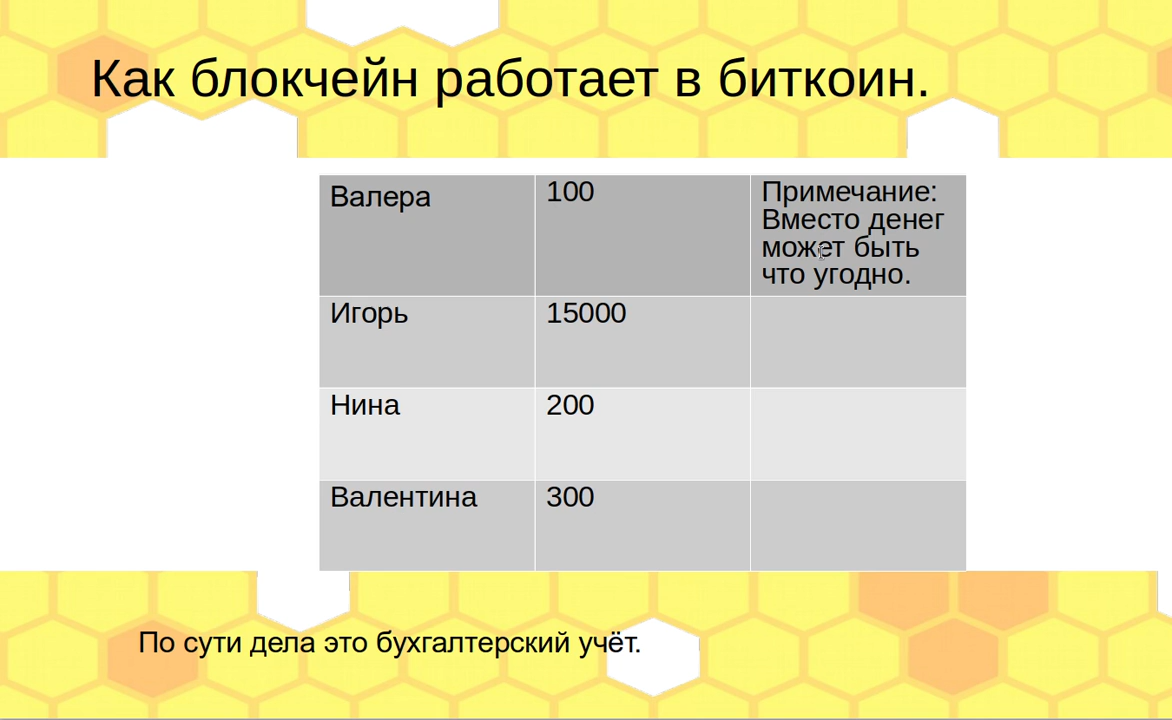 Как блокчейн работает в биткоин.
Валера 100 Примечание:
Вместо денег
может быть
что угодно.
Игорь 15000
Нина 200
Валентина 300
По сути дела это бухгалтерский учёт.